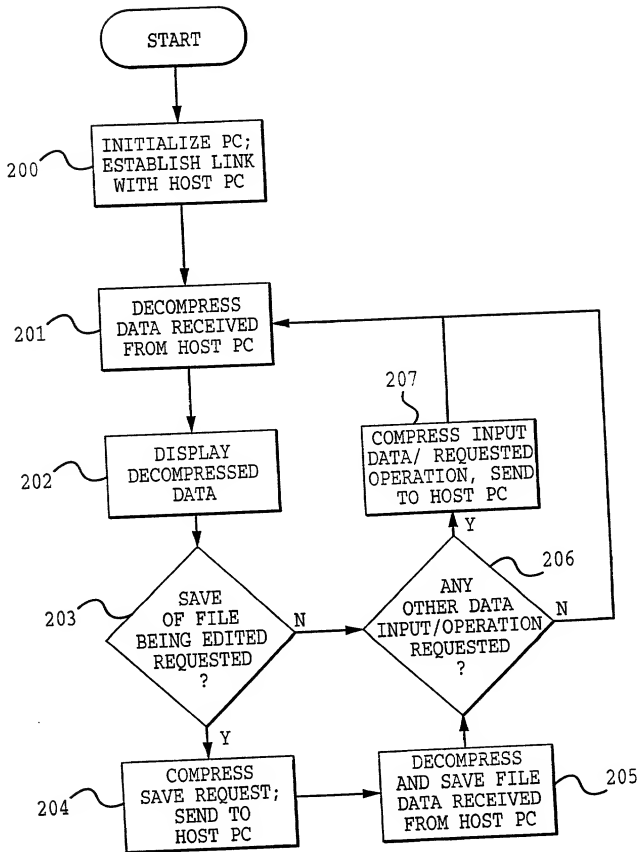 START
200
INITIALIZE PC;
ESTABLISH LINK
WITH HOST PC
201
DECOMPRESS
DATA RECEIVED
FROM HOST PC
202
DISPLAY
DECOMPRESSED
DATA
203
SAVE
OF FILE
BEING EDITED
REQUESTED
?
N
Y
204
COMPRESS
SAVE REQUEST;
SEND TO
HOST PC
205
DECOMPRESS
AND SAVE FILE
DATA RECEIVED
FROM HOST PC
206
ANY
OTHER DATA
INPUT/OPERATION
REQUESTED
?
N
Y
207
COMPRESS INPUT
DATA/ REQUESTED
OPERATION, SEND
TO HOST PC